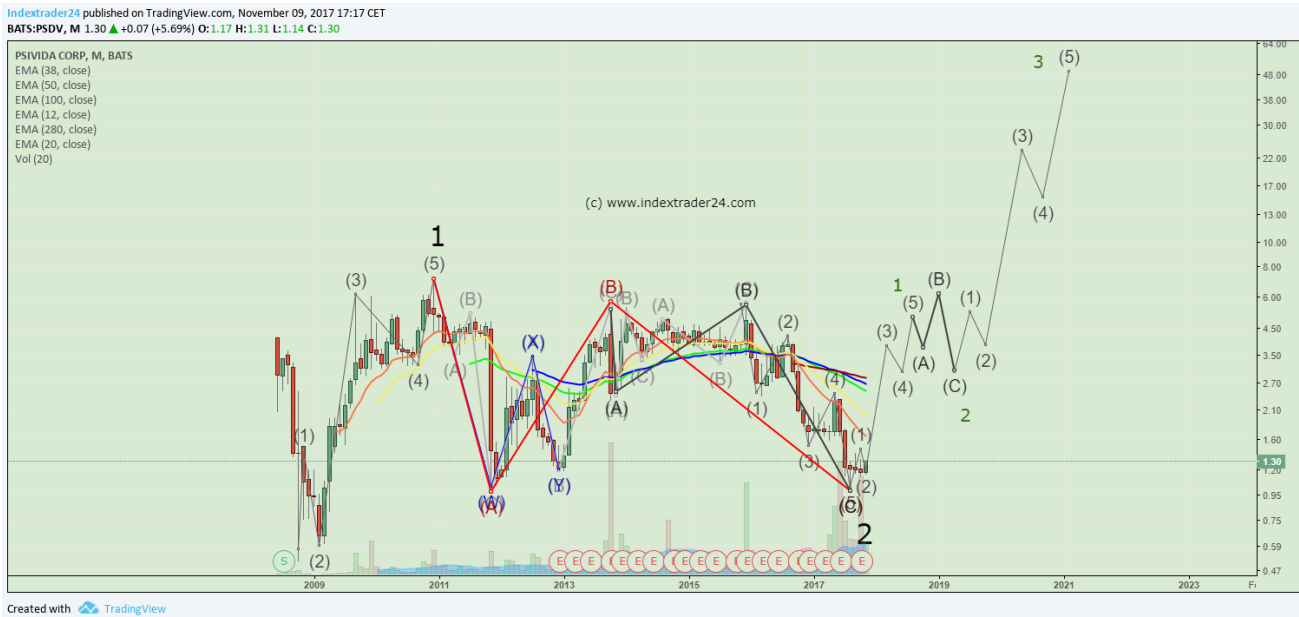 Indextrader24 published on TradingView.com, November 09, 2017 17:17 CET
BATS:PSDV, M 1.30 ▲ +0.07 (+5.69%) O:1.17 H:1.31 L:1.14 C:1.30
PSIVIDA CORP, M, BATS
EMA (38, close)
EMA (50, close)
EMA (100, close)
EMA (12, close)
EMA (280, close)
EMA (20, close)
Vol (20)
(c) www.indextrader24.com
3 (5)
(3)
(4)
1
(5)
(3)
(4)
(1)
(2)
(B)
(A)
(W)
(X)
(Y)
(B)
(B)
(A)
(C)
(A)
(B)
(B)
(2)
(1)
(4)
(3)
(1)
(2)
(C)
2
1
(3)
(5)
(4)
(A)
(B)
(C)
2
(1)
(2)
64.00
48.00
38.00
30.00
22.00
17.00
13.00
10.00
8.00
6.00
4.50
3.50
2.70
2.10
1.60
1.30
1.20
0.95
0.75
0.59
0.47
S E E E E E E E E E E E E E E E E E E E E
2009 2011 2013 2015 2017 2019 2021 2023
Created with TradingView